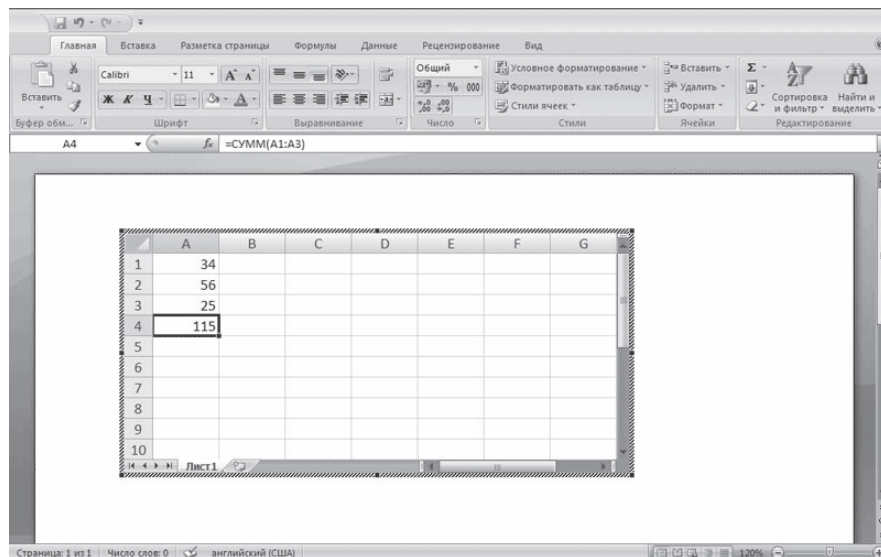 Главная Вставка Разметка страницы Формулы Данные Рецензирование Вид
Вставить
Calibri 11
Ж К Ч
Общий
% 000
Условное форматирование
Форматировать как таблицу
Стили ячеек
Вставить
Удалить
Формат
Σ
Сортировка и фильтр
Найти и выделить
Буфер обм... Шрифт Выравнивание Число Стили Ячейки Редактирование
A4 fx =СУММ(A1:A3)
A B C D E F G
1 34
2 56
3 25
4 115
5
6
7
8
9
10
Лист1
Страница: 1 из 1 Число слов: 0 английский (США) 120%